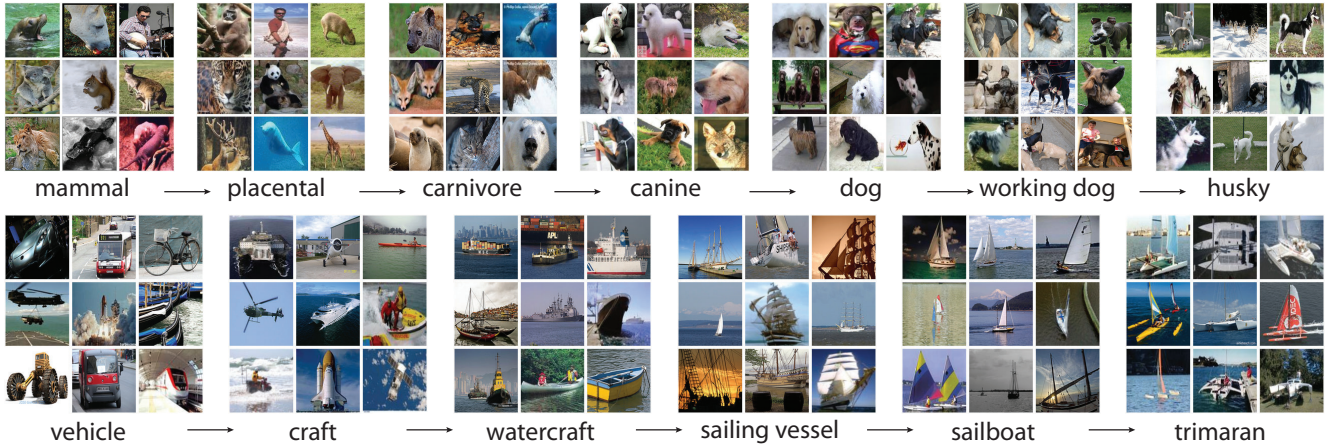 mammal → placental → carnivore → canine → dog → working dog → husky
vehicle → craft → watercraft → sailing vessel → sailboat → trimaran